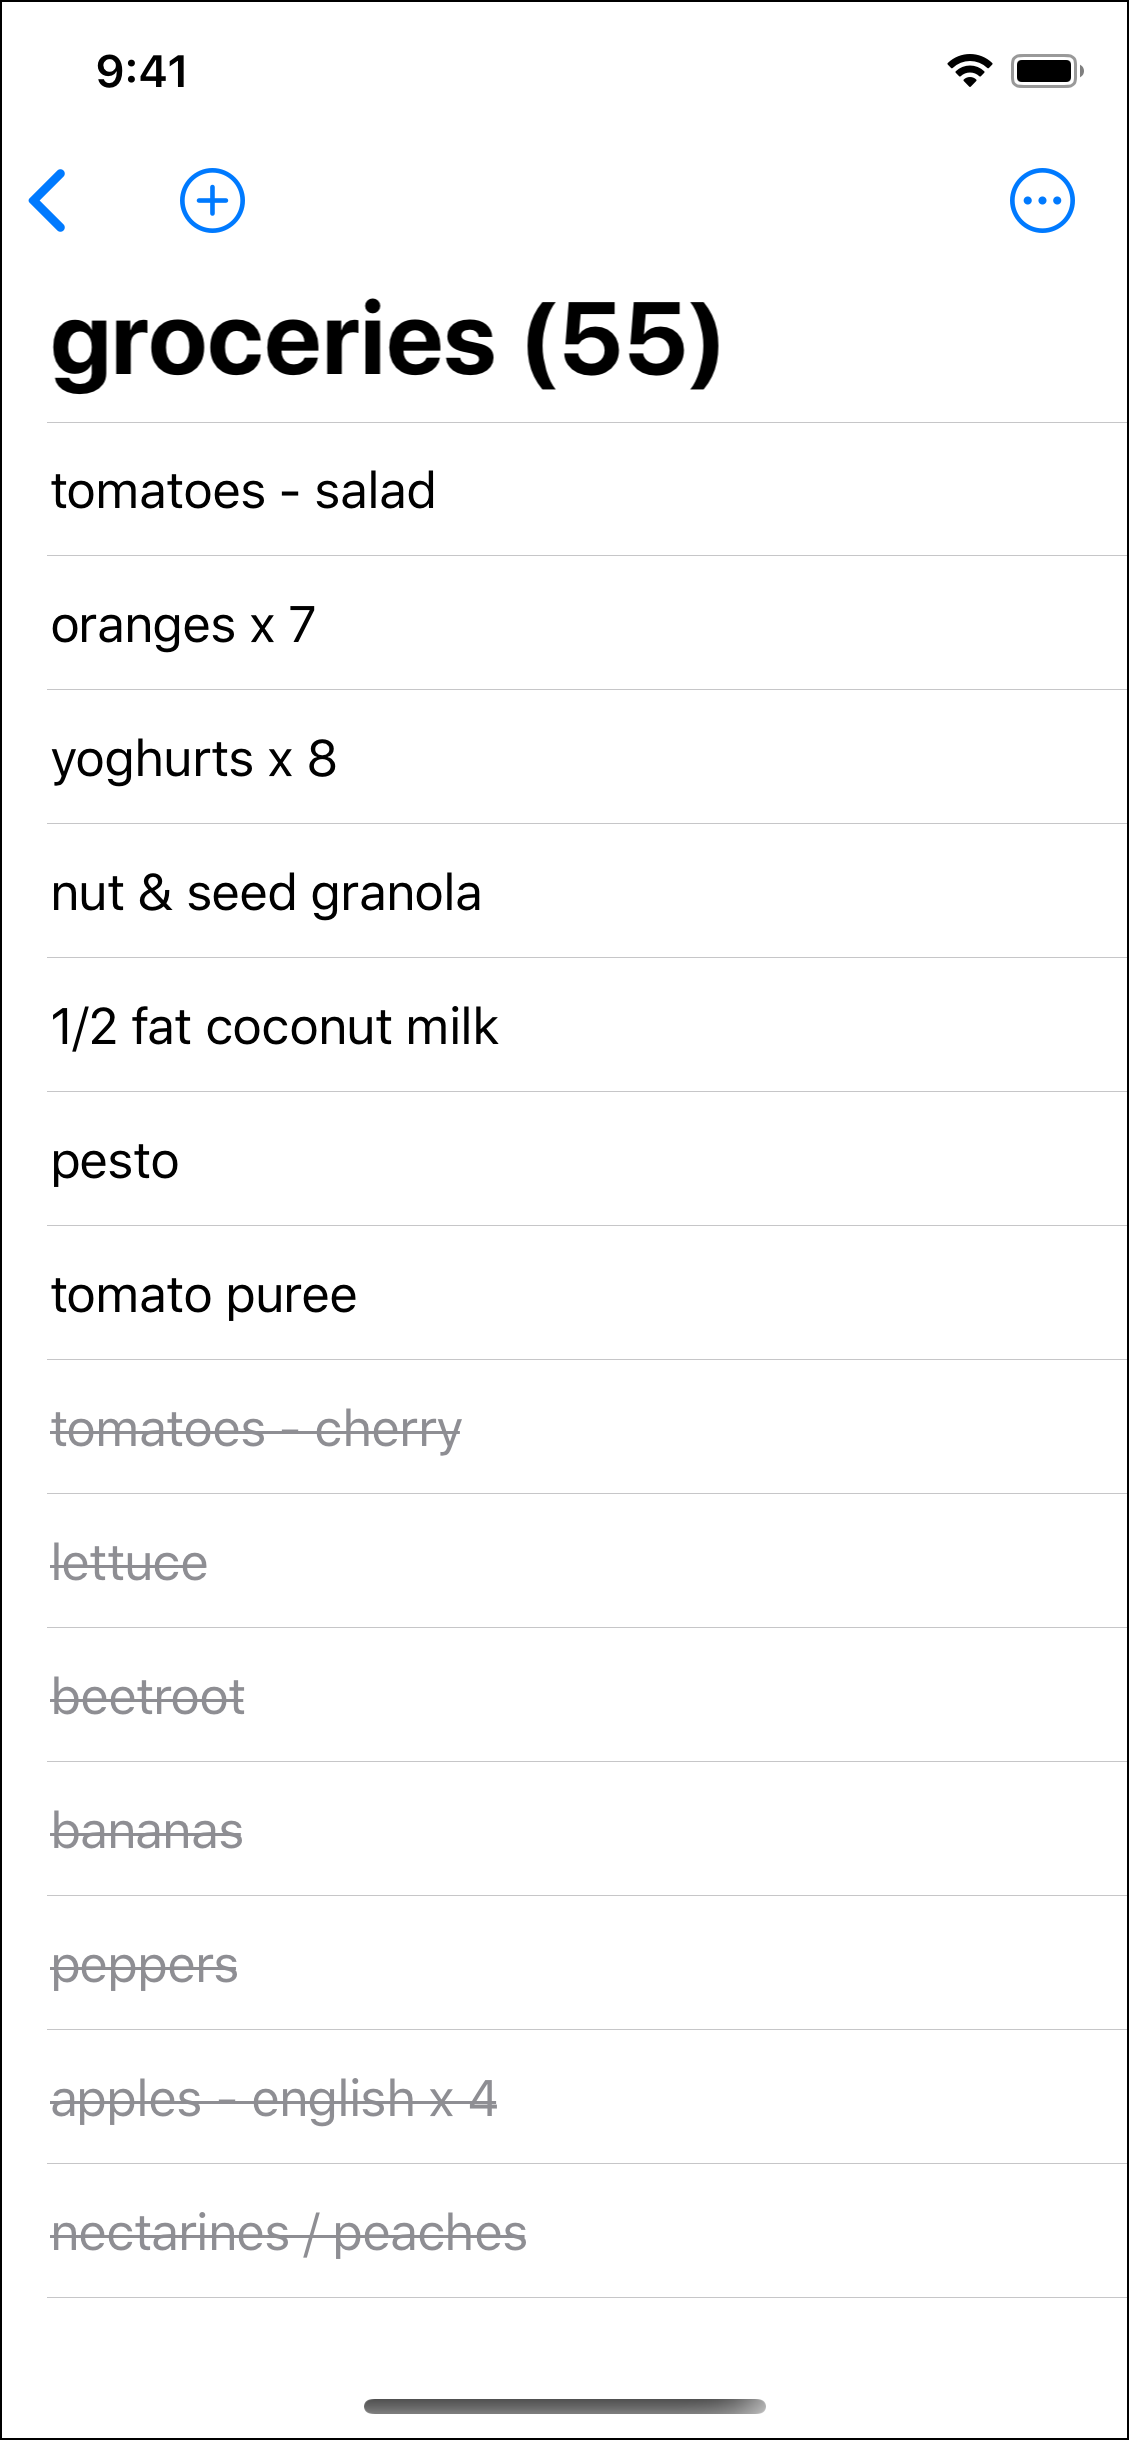 9:41
groceries (55)
tomatoes - salad
oranges x 7
yoghurts x 8
nut & seed granola
1/2 fat coconut milk
pesto
tomato puree
tomatoes - cherry
lettuce
beetroot
bananas
peppers
apples - english x 4
nectarines / peaches